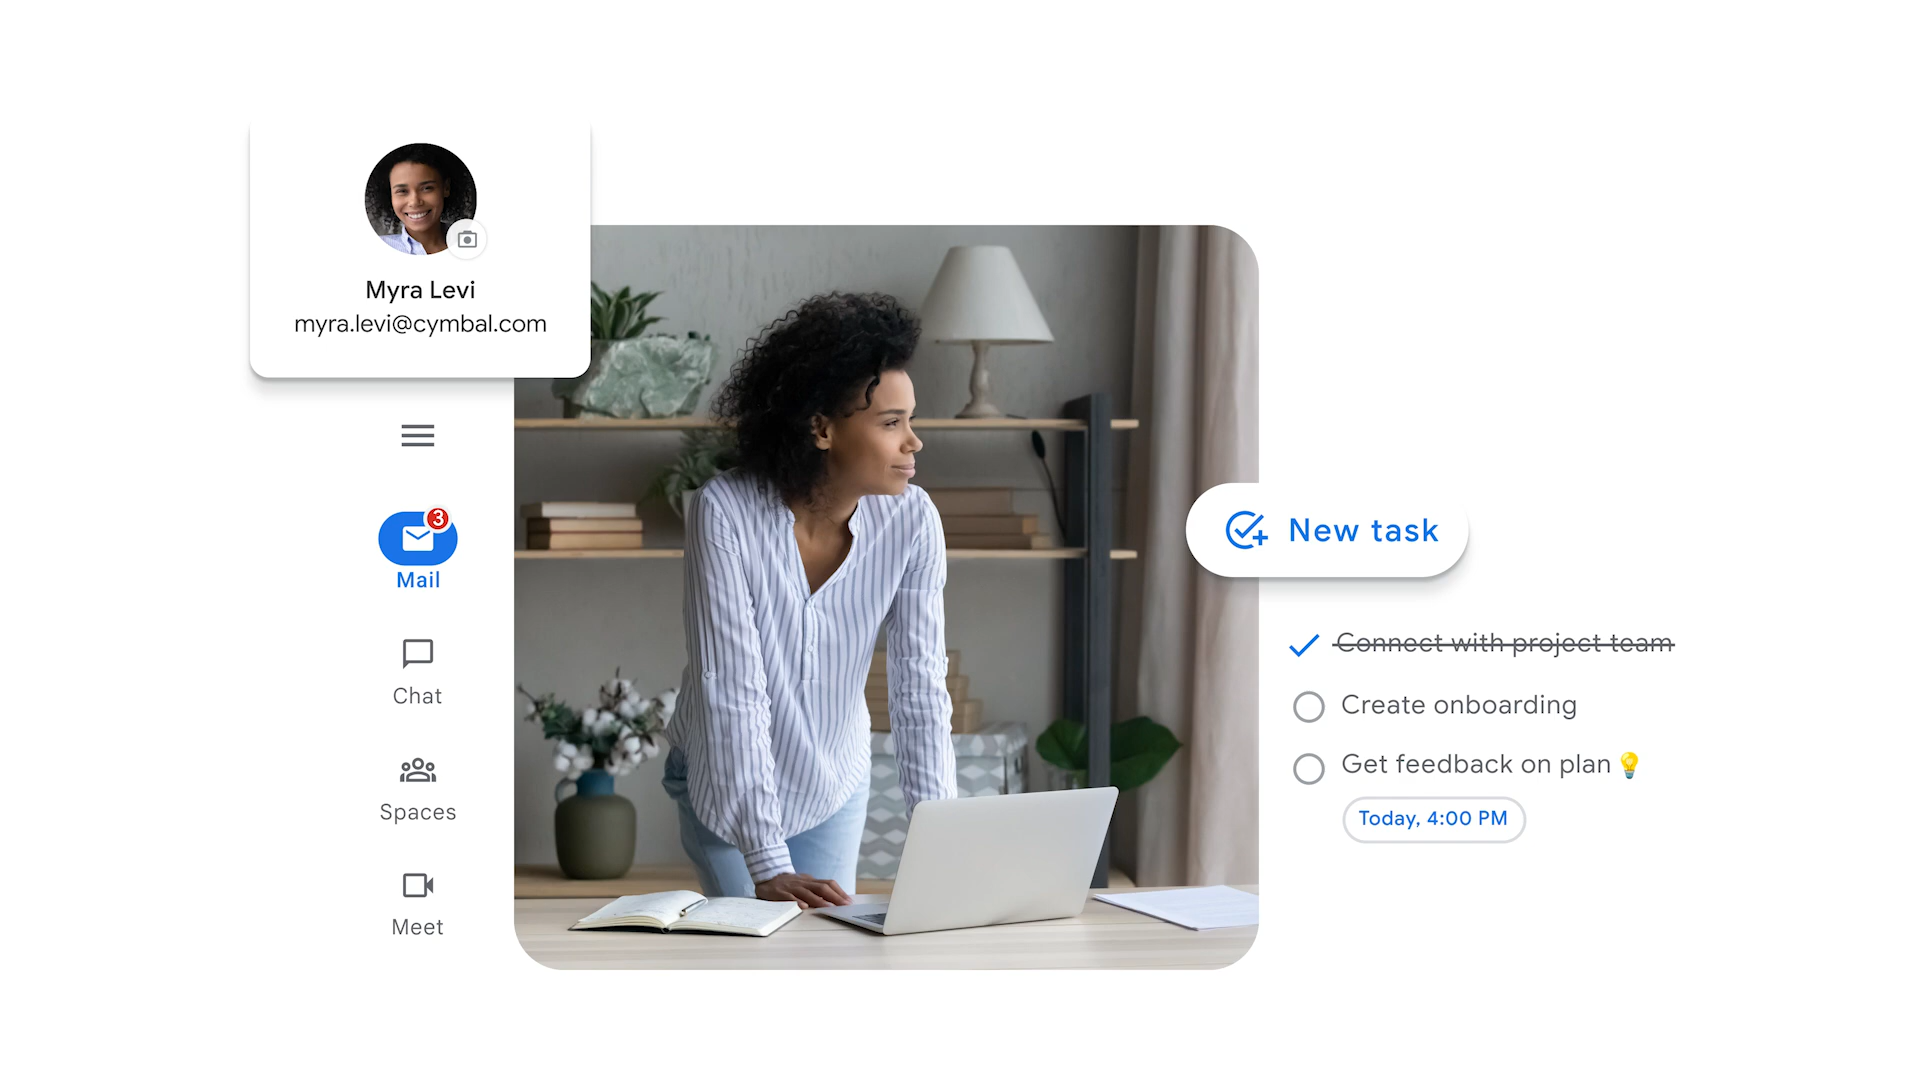 Myra Levi
myra.levi@cymbal.com
3
Mail
Chat
Spaces
Meet
New task
Connect with project team
Create onboarding
Get feedback on plan 💡
Today, 4:00 PM